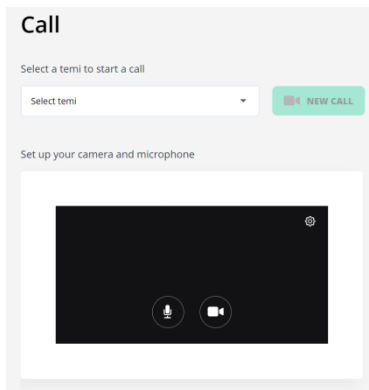 Call
Select a temi to start a call
Select temi
NEW CALL
Set up your camera and microphone